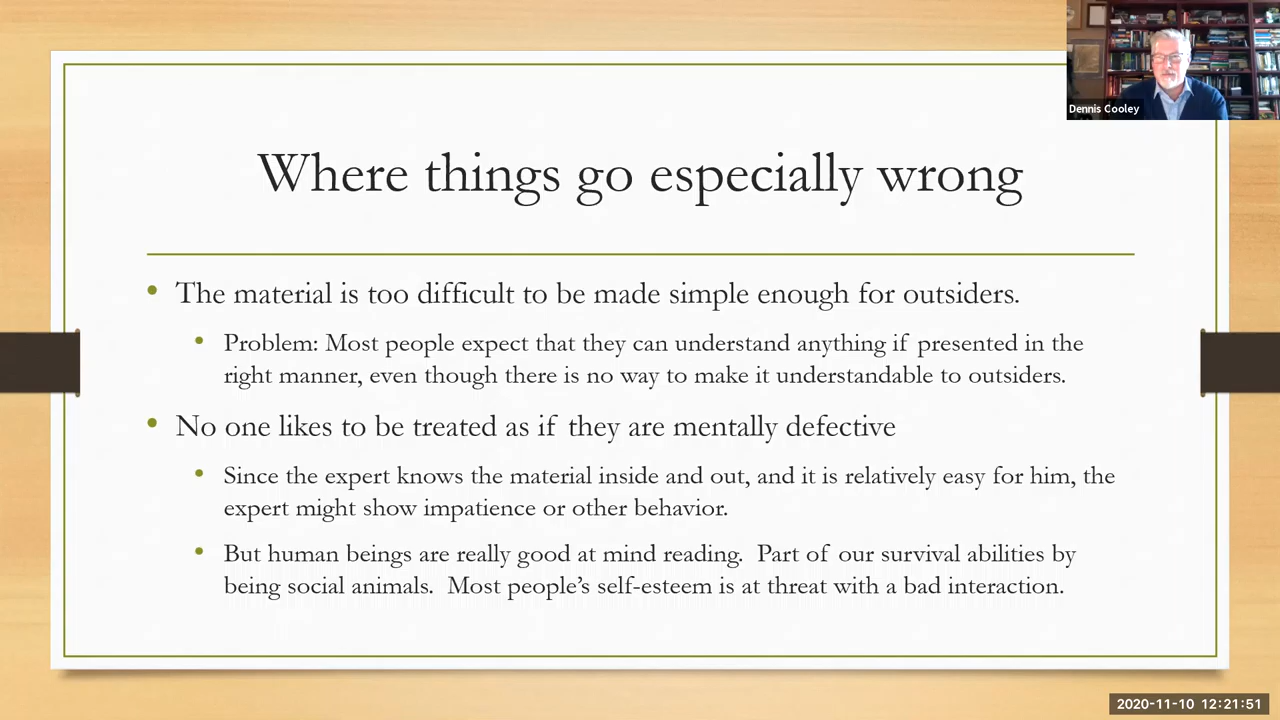 Dennis Cooley
Where things go especially wrong
• The material is too difficult to be made simple enough for outsiders.
• Problem: Most people expect that they can understand anything if presented in the
right manner, even though there is no way to make it understandable to outsiders.
• No one likes to be treated as if they are mentally defective
• Since the expert knows the material inside and out, and it is relatively easy for him, the
expert might show impatience or other behavior.
• But human beings are really good at mind reading.  Part of our survival abilities by
being social animals.  Most people’s self-esteem is at threat with a bad interaction.
2020-11-10 12:21:51